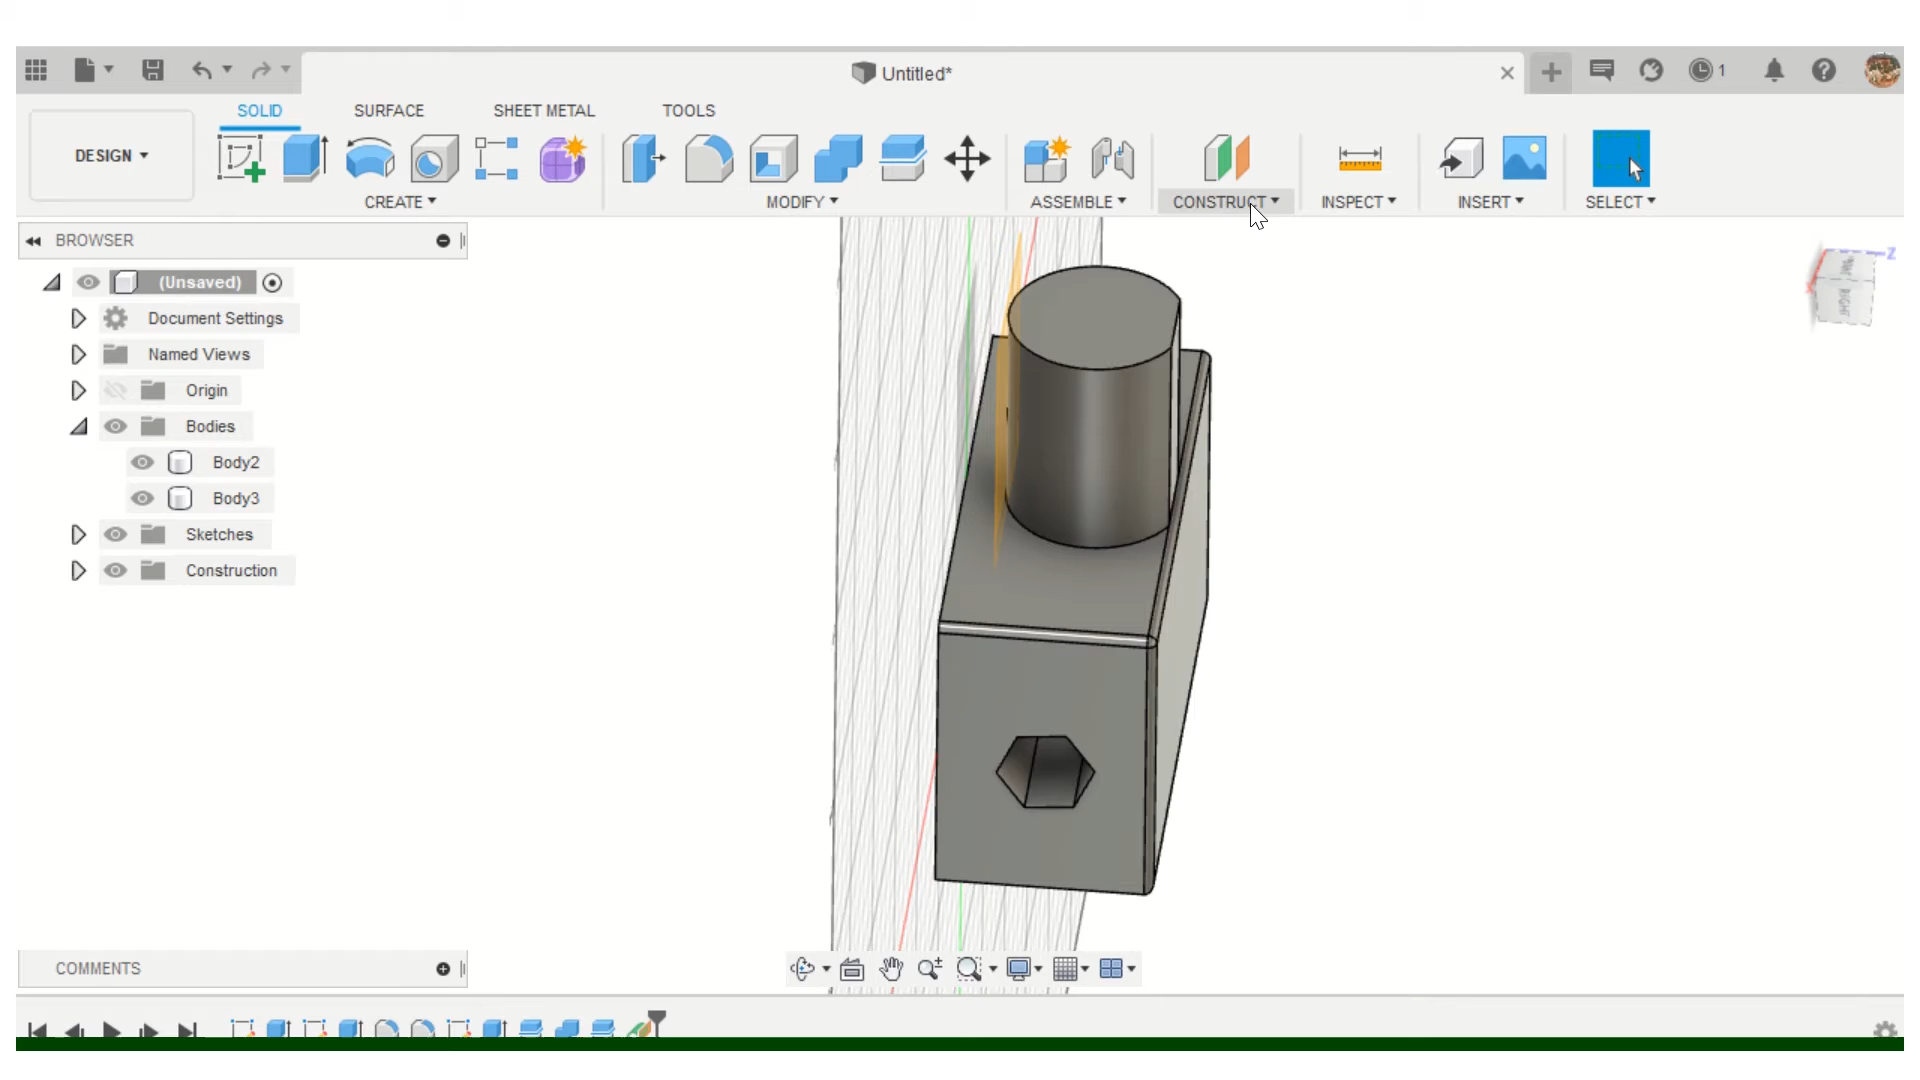 Untitled*
1
SOLID
SURFACE
SHEET METAL
TOOLS
DESIGN
CREATE
MODIFY
ASSEMBLE
CONSTRUCT
INSPECT
INSERT
SELECT
BROWSER
(Unsaved)
Document Settings
Named Views
Origin
Bodies
Body2
Body3
Sketches
Construction
Z
X
RIGHT
COMMENTS